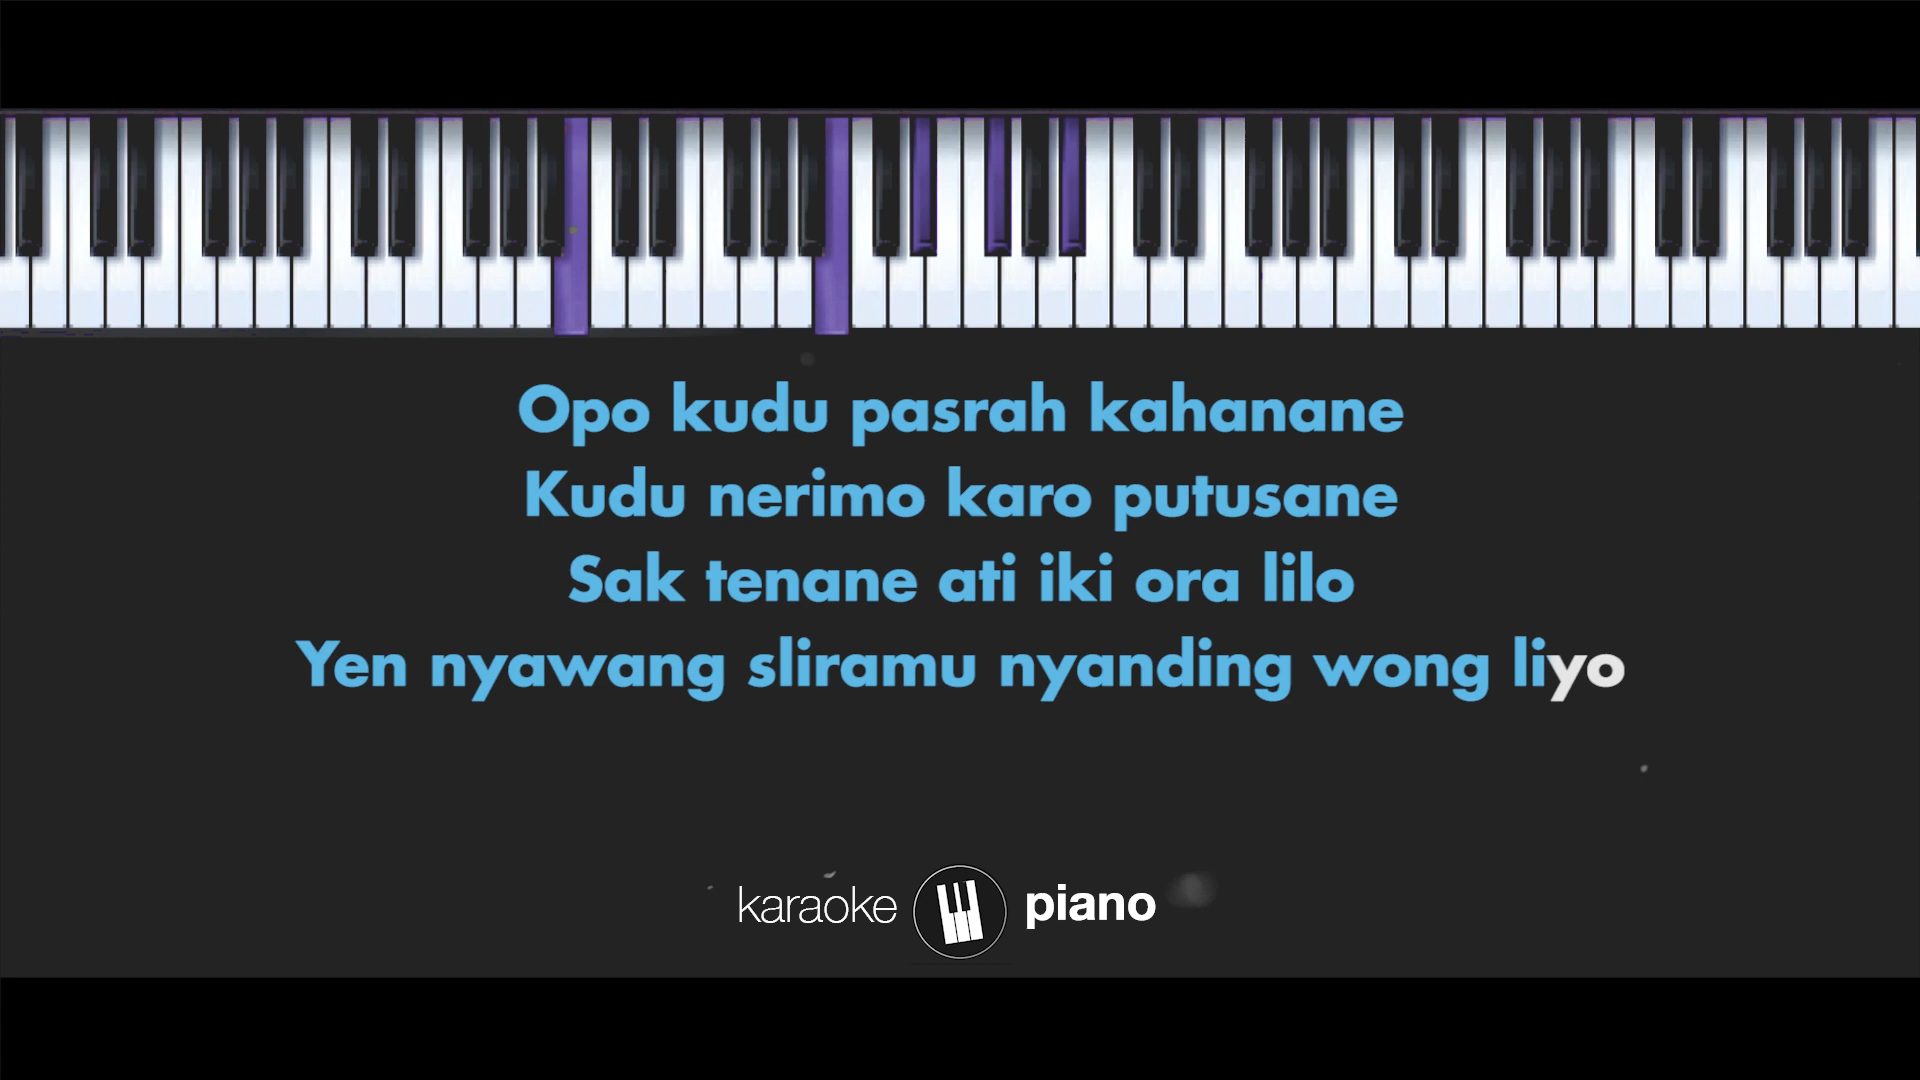 Opo kudu pasrah kahanane
Kudu nerimo karo putusane
Sak tenane ati iki ora lilo
Yen nyawang sliramu nyanding wong liyo
karaoke piano